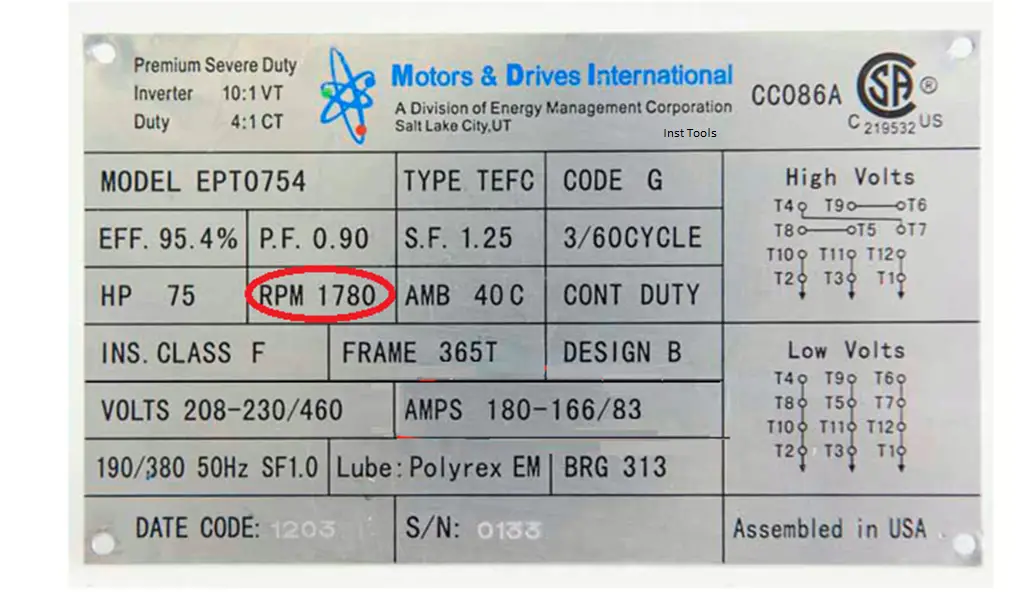 Premium Severe Duty
Inverter 10:1 VT
Duty 4:1 CT
Motors & Drives International
A Division of Energy Management Corporation
Salt Lake City,UT
CC086A
SA ®
C 219532 US
Inst Tools
MODEL EPT0754
TYPE TEFC
CODE G
EFF. 95.4%
P.F. 0.90
S.F. 1.25
3/60CYCLE
HP 75
RPM 1780
AMB 40C
CONT DUTY
INS. CLASS F
FRAME 365T
DESIGN B
VOLTS 208-230/460
AMPS 180-166/83
190/380 50Hz SF1.0
Lube: Polyrex EM
BRG 313
DATE CODE: 1203
S/N: 0133
High Volts
T4 T9 T6
T8 T5 T7
T10 T11 T12
T2 T3 T1
Low Volts
T4 T9 T6
T8 T5 T7
T10 T11 T12
T2 T3 T1
Assembled in USA